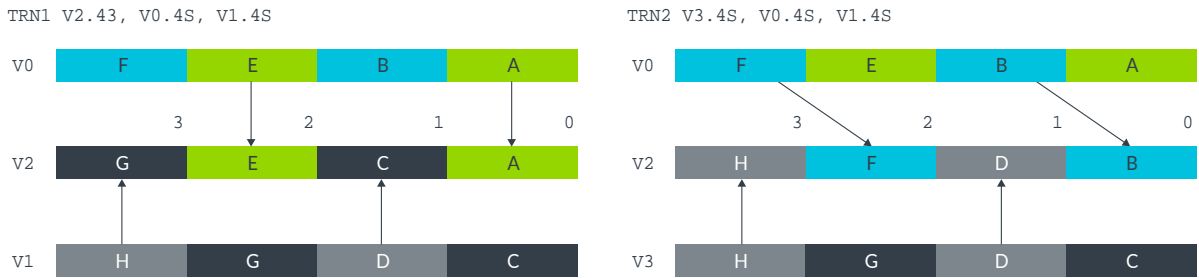 TRN1 V2.43, V0.4S, V1.4S
V0 F E B A
3 2 1 0
V2 G E C A
V1 H G D C
TRN2 V3.4S, V0.4S, V1.4S
V0 F E B A
3 2 1 0
V2 H F D B
V3 H G D C